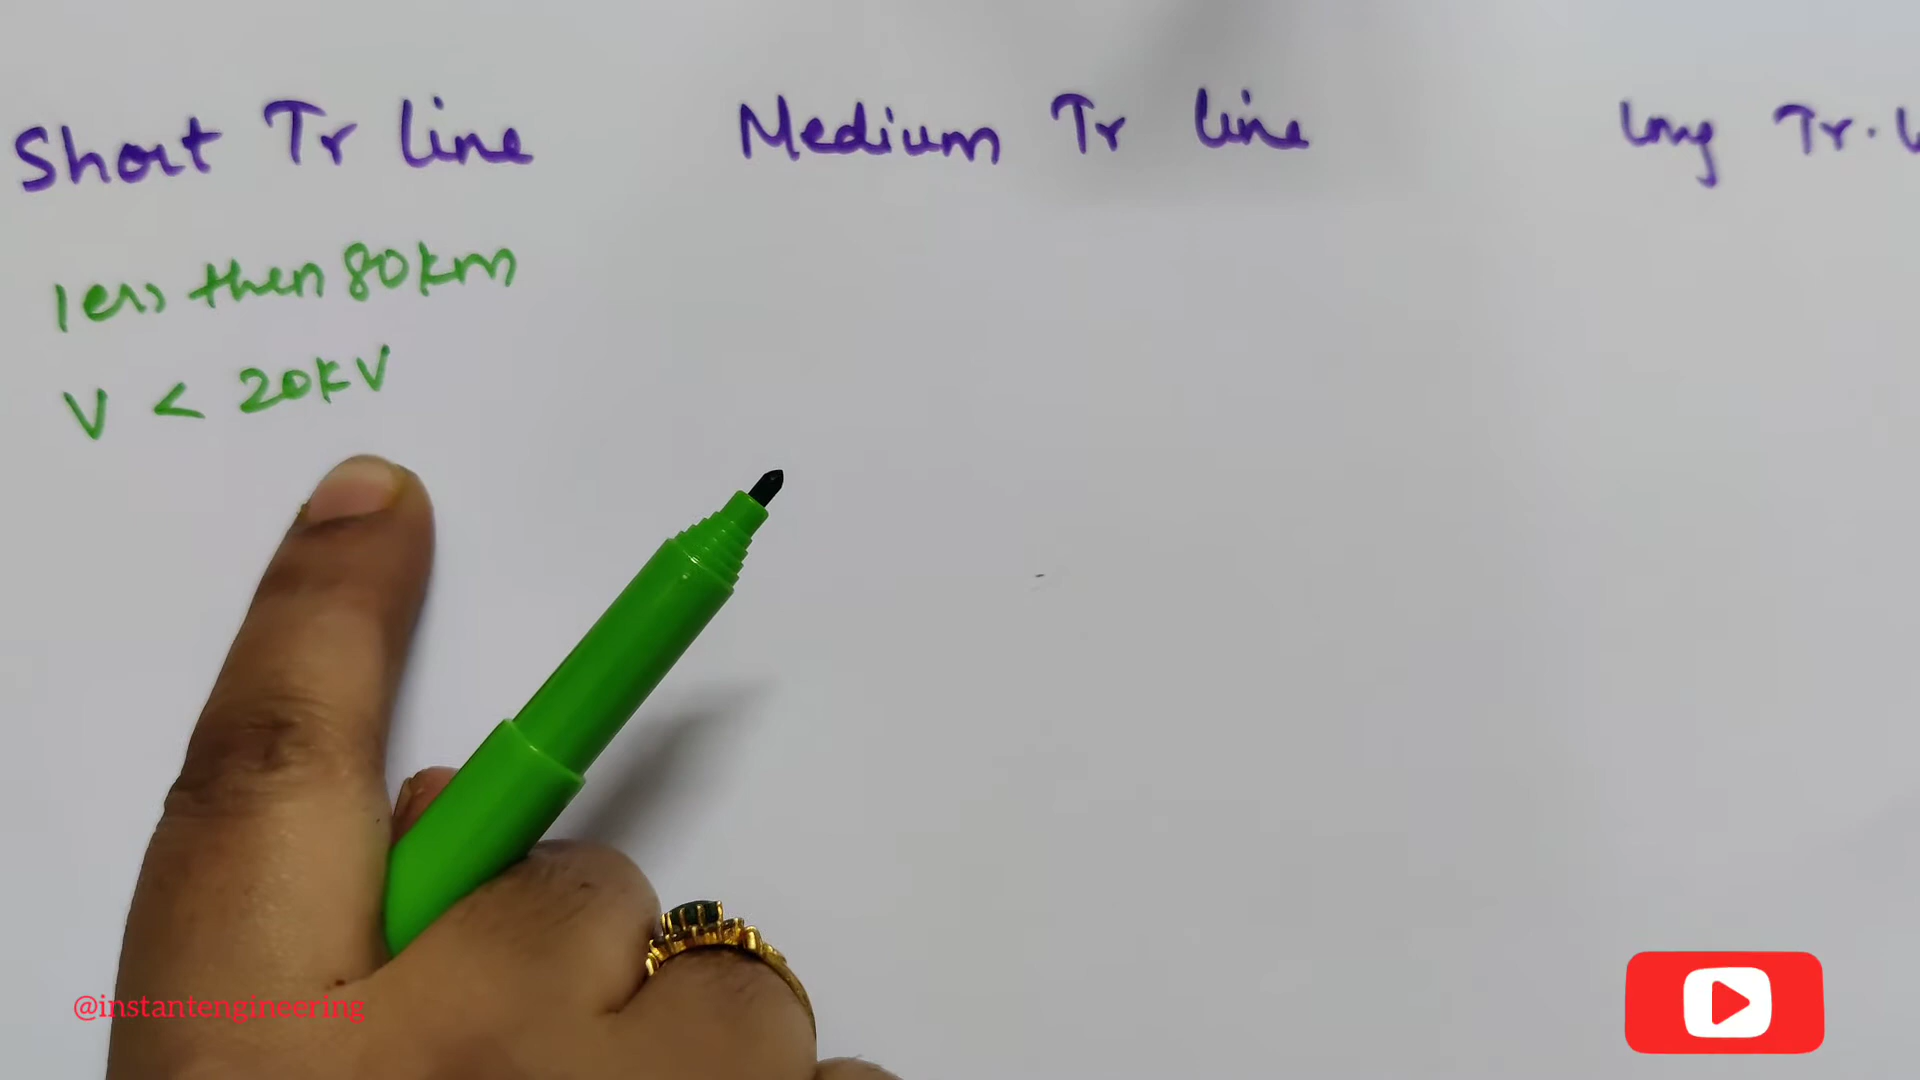 Short Tr line
Medium Tr line
long Tr.
less then 80km
V < 20kV
@instantengineering